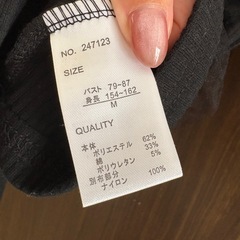 NO. 247123
SIZE
バスト 79~87
身長 154~162
M
QUALITY
本体
ポリエステル 62%
綿 33%
ポリウレタン 5%
別布部分
ナイロン 100%